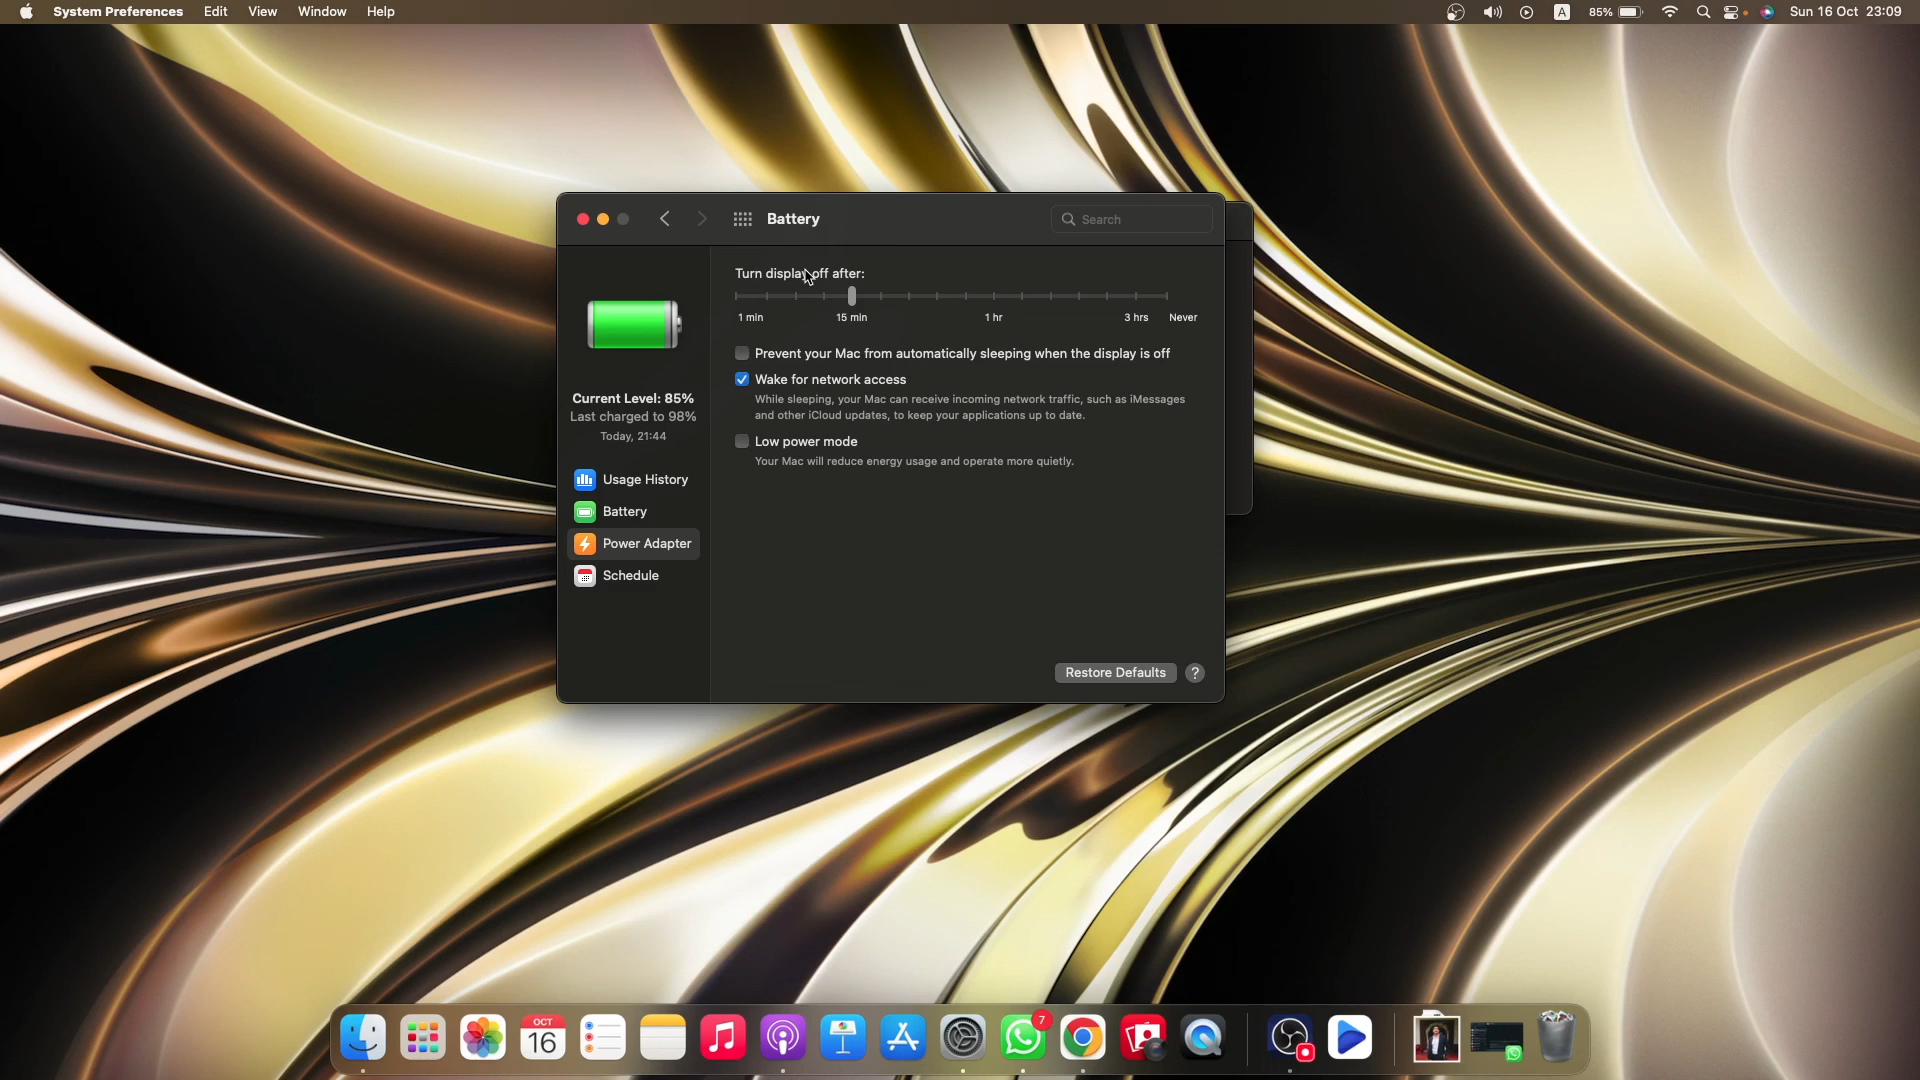 System Preferences Edit View Window Help
A 85% Sun 16 Oct 23:09
Battery
Search
Turn display off after:
1 min 15 min 1 hr 3 hrs Never
Prevent your Mac from automatically sleeping when the display is off
Wake for network access
While sleeping, your Mac can receive incoming network traffic, such as iMessages
and other iCloud updates, to keep your applications up to date.
Low power mode
Your Mac will reduce energy usage and operate more quietly.
Current Level: 85%
Last charged to 98%
Today, 21:44
Usage History
Battery
Power Adapter
Schedule
Restore Defaults ?
OCT
16
7